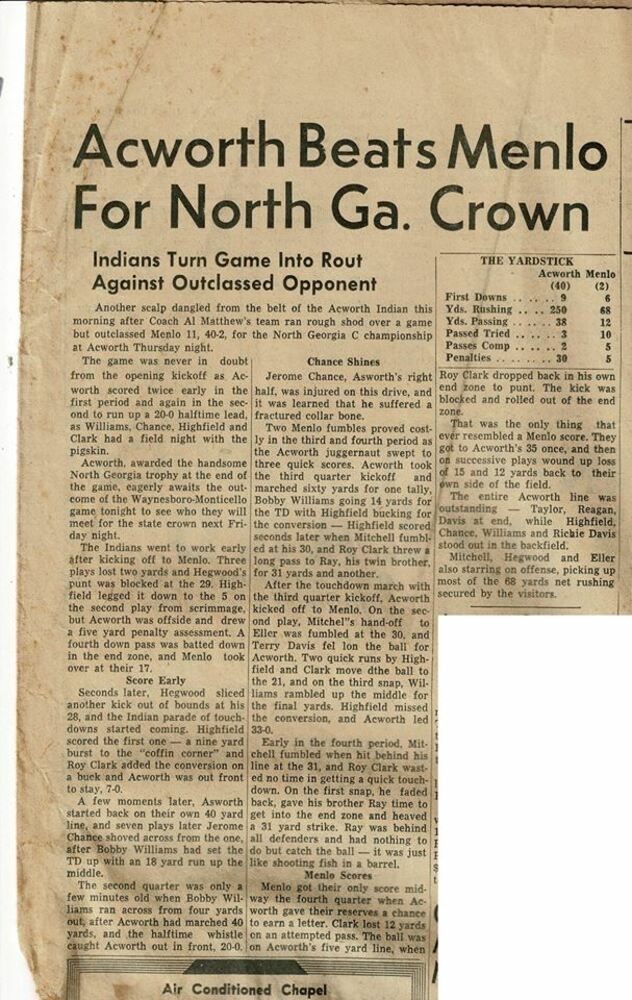 Acworth Beats Menlo
For North Ga. Crown
Indians Turn Game Into Rout
Against Outclassed Opponent
Another scalp dangled from the belt of the Acworth Indian this
morning after Coach Al Matthew's team ran rough shod over a game
but outclassed Menlo 11, 40-2, for the North Georgia C championship
at Acworth Thursday night.
The game was never in doubt
from the opening kickoff as Ac-
worth scored twice early in the
first period and again in the sec-
ond to run up a 20-0 halftime lead,
as Williams, Chance, Highfield and
Clark had a field night with the
pigskin.
Acworth, awarded the handsome
North Georgia trophy at the end of
the game, eagerly awaits the out-
come of the Waynesboro-Monticello
game tonight to see who they will
meet for the state crown next Fri-
day night.
The Indians went to work early
after kicking off to Menlo. Three
plays lost two yards and Hegwood's
punt was blocked at the 29. High-
field legged it down to the 5 on
the second play from scrimmage,
but Acworth was offside and drew
a five yard penalty assessment. A
fourth down pass was batted down
in the end zone, and Menlo took
over at their 17.
Score Early
Seconds later, Hegwood sliced
another kick out of bounds at his
28, and the Indian parade of touch-
downs started coming. Highfield
scored the first one — a nine yard
burst to the "coffin corner" and
Roy Clark added the conversion on
a buck and Acworth was out front
to stay, 7-0.
A few moments later, Asworth
started back on their own 40 yard
line, and seven plays later Jerome
Chance shoved across from the one,
after Bobby Williams had set the
TD up with an 18 yard run up the
middle.
The second quarter was only a
few minutes old when Bobby Wil-
liams ran across from four yards
out, after Acworth had marched 40
yards, and the halftime whistle
caught Acworth out in front, 20-0.
Chance Shines
Jerome Chance, Asworth's right
half, was injured on this drive, and
it was learned that he suffered a
fractured collar bone.
Two Menlo fumbles proved cost-
ly in the third and fourth period as
the Acworth juggernaut swept to
three quick scores. Acworth took
the third quarter kickoff and
marched sixty yards for one tally,
Bobby Williams going 14 yards for
the TD with Highfield bucking for
the conversion — Highfield scored
seconds later when Mitchell fumbl-
ed at his 30, and Roy Clark threw a
long pass to Ray, his twin brother,
for 31 yards and another.
After the touchdown march with
the third quarter kickoff, Acworth
kicked off to Menlo. On the sec-
ond play, Mitchel"s hand-off to
Eller was fumbled at the 30, and
Terry Davis fel lon the ball for
Acworth. Two quick runs by High-
field and Clark move dthe ball to
the 21, and on the third snap, Wil-
liams rambled up the middle for
the final yards. Highfield missed
the conversion, and Acworth led
33-0.
Early in the fourth period, Mit-
chell fumbled when hit behind his
line at the 31, and Roy Clark wast-
ed no time in getting a quick touch-
down. On the first snap, he faded
back, gave his brother Ray time to
get into the end zone and heaved
a 31 yard strike. Ray was behind
all defenders and had nothing to
do but catch the ball — it was just
like shooting fish in a barrel.
Menlo Scores
Menlo got their only score mid-
way the fourth quarter when Ac-
worth gave their reserves a chance
to earn a letter. Clark lost 12 yards
on an attempted pass. The ball was
on Acworth's five yard line, when
THE YARDSTICK
Acworth Menlo
(40) (2)
First Downs . . . . . . 9 6
Yds. Rushing . . . . 250 68
Yds. Passing . . . . . . 38 12
Passed Tried . . . . . . 3 10
Passes Comp . . . . . . 2 5
Penalties . . . . . . . 30 5
Roy Clark dropped back in his own
end zone to punt. The kick was
blocked and rolled out of the end
zone.
That was the only thing that
ever resembled a Menlo score. They
got to Acworth's 35 once, and then
on successive plays wound up loss
of 15 and 12 yards back to their
own side of the field.
The entire Acworth line was
outstanding — Taylor, Reagan,
Davis at end, while Highfield,
Chance, Williams and Richie Davis
stood out in the backfield.
Mitchell, Hegwood and Eller
also starring on offense, picking up
most of the 68 yards net rushing
secured by the visitors.
Air Conditioned Chapel